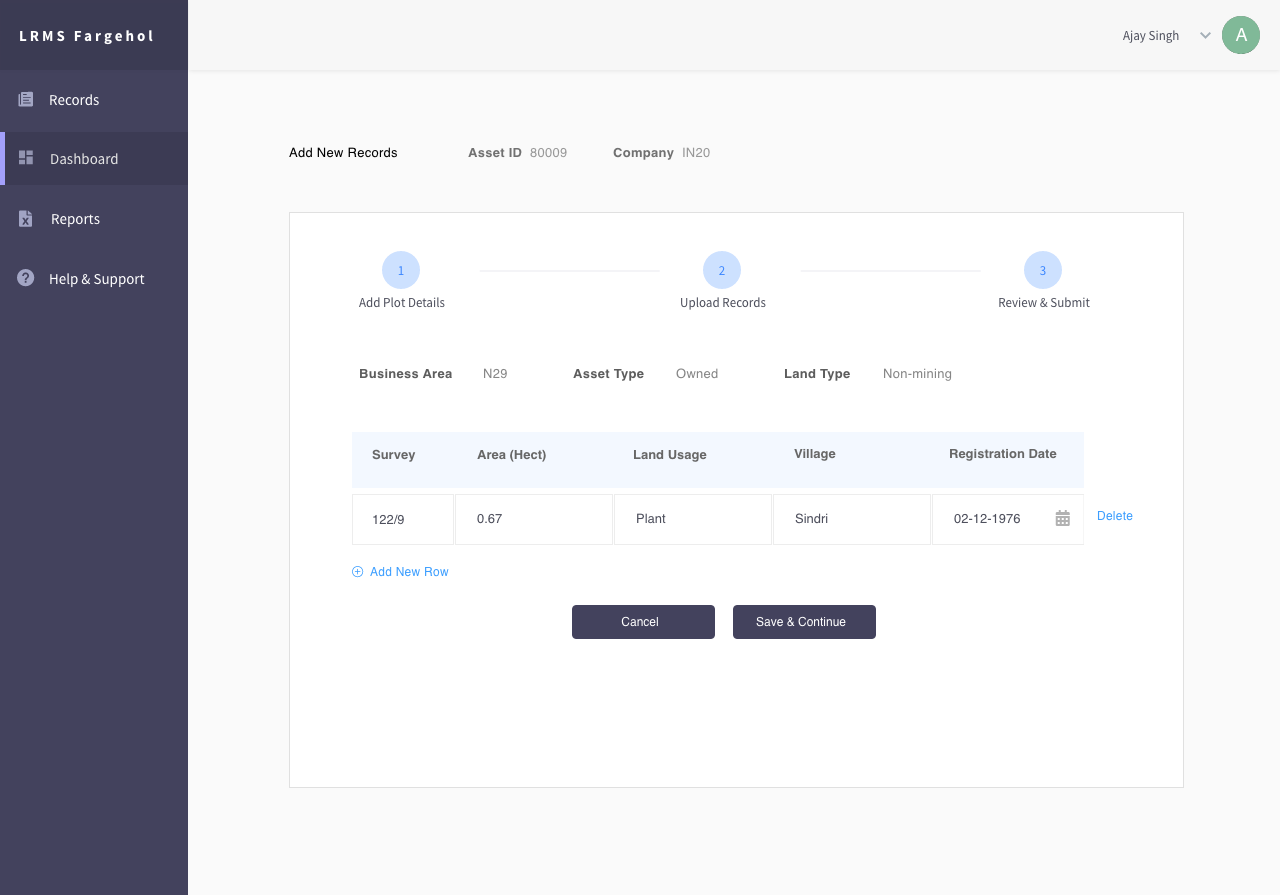 LRMS Fargehol
Ajay Singh
A
Records
Dashboard
Reports
Help & Support
Add New Records Asset ID 80009 Company IN20
1 2 3
Add Plot Details Upload Records Review & Submit
Business Area N29 Asset Type Owned Land Type Non-mining
Survey Area (Hect) Land Usage Village Registration Date
122/9 0.67 Plant Sindri 02-12-1976 Delete
Add New Row
Cancel Save & Continue